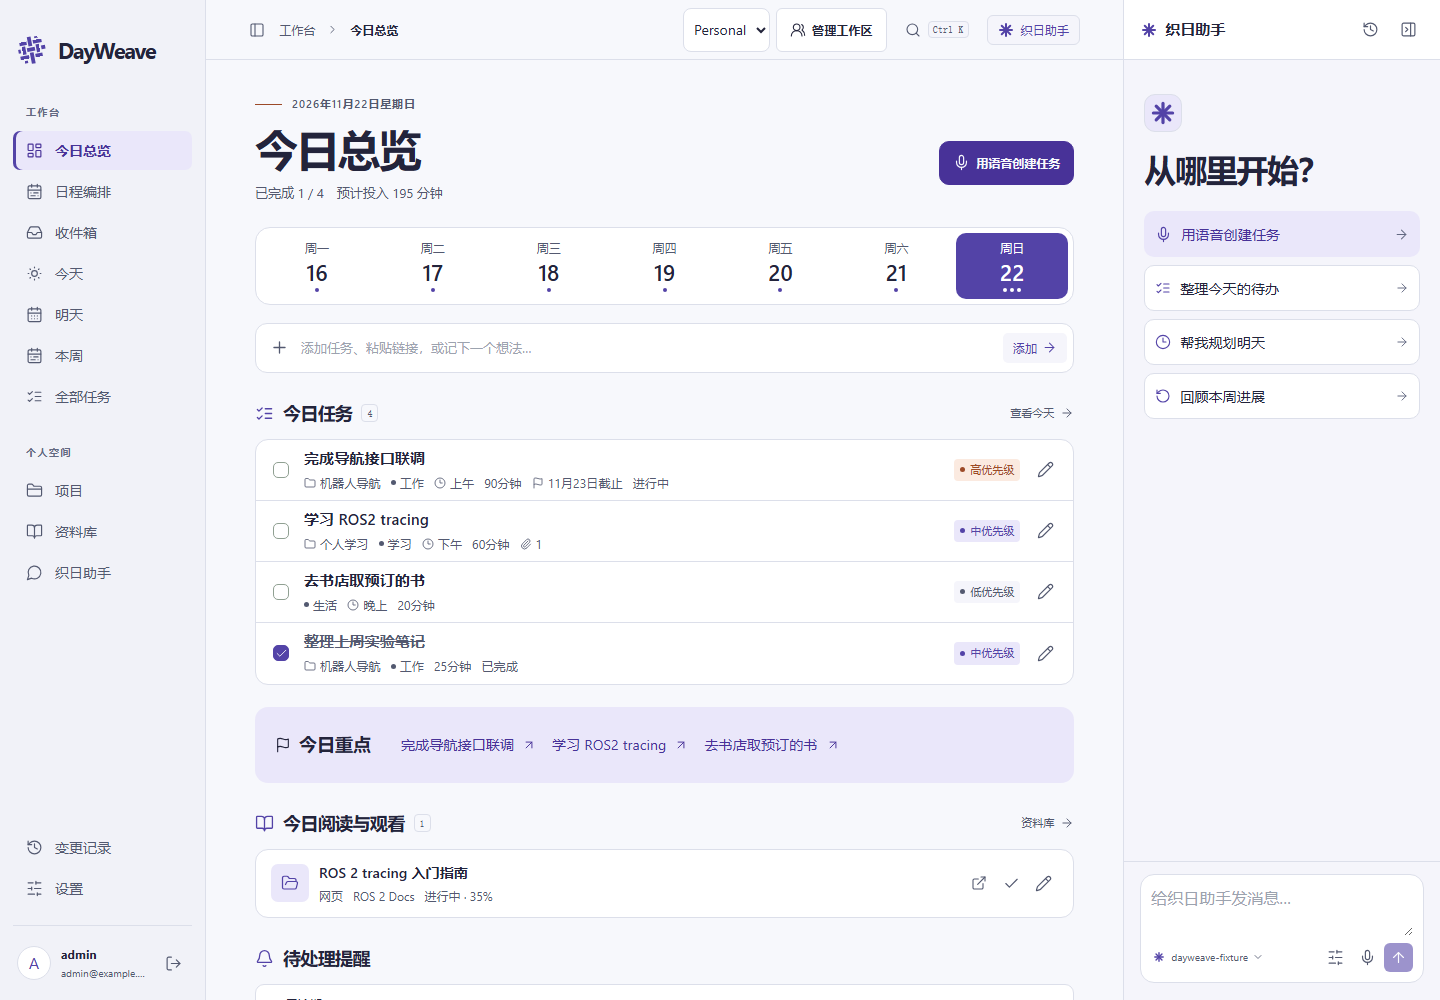 DayWeave
工作台
今日总览
日程编排
收件箱
今天
明天
本周
全部任务
个人空间
项目
资料库
织日助手
变更记录
设置
A
admin
admin@example....
工作台
今日总览
Personal
管理工作区
Ctrl K
织日助手
2026年11月22日星期日
今日总览
已完成 1 / 4 预计投入 195 分钟
用语音创建任务
周一 周二 周三 周四 周五 周六 周日
16 17 18 19 20 21 22
添加任务、粘贴链接，或记下一个想法...
添加
今日任务 4
查看今天
完成导航接口联调
机器人导航 工作 上午 90分钟 11月23日截止 进行中
高优先级
学习 ROS2 tracing
个人学习 学习 下午 60分钟 1
中优先级
去书店取预订的书
生活 晚上 20分钟
低优先级
整理上周实验笔记
机器人导航 工作 25分钟 已完成
中优先级
今日重点
完成导航接口联调
学习 ROS2 tracing
去书店取预订的书
今日阅读与观看 1
资料库
ROS 2 tracing 入门指南
网页 ROS 2 Docs 进行中 · 35%
待处理提醒
织日助手
从哪里开始？
用语音创建任务
整理今天的待办
帮我规划明天
回顾本周进展
给织日助手发消息...
dayweave-fixture